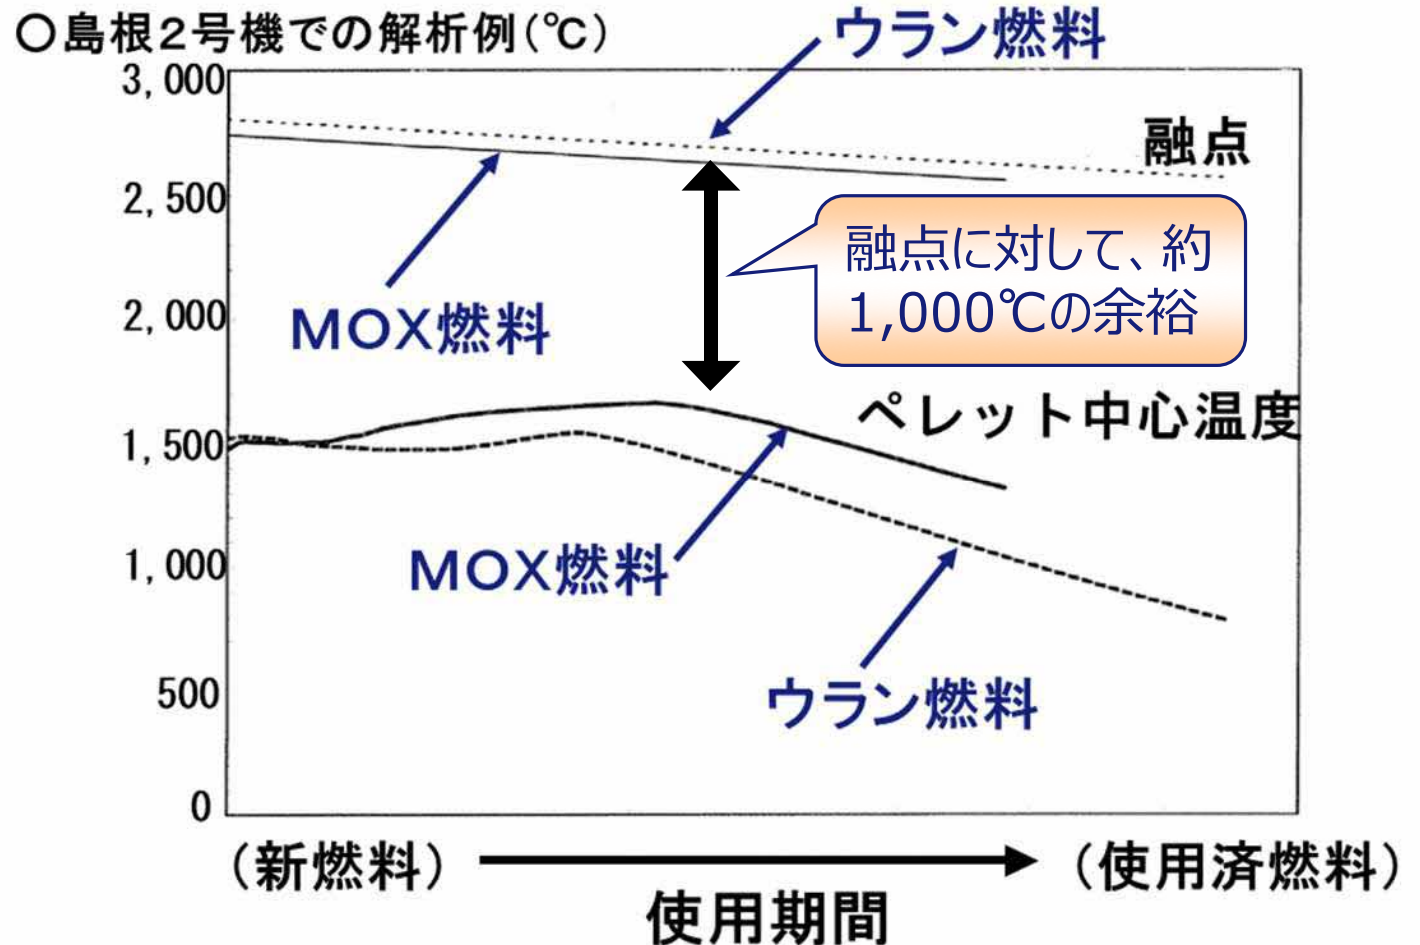 ○島根２号機での解析例(℃)
ウラン燃料
3,000
融点
2,500
融点に対して、約
1,000℃の余裕
2,000
MOX燃料
ペレット中心温度
1,500
1,000
MOX燃料
500
ウラン燃料
0
(新燃料)
(使用済燃料)
使用期間